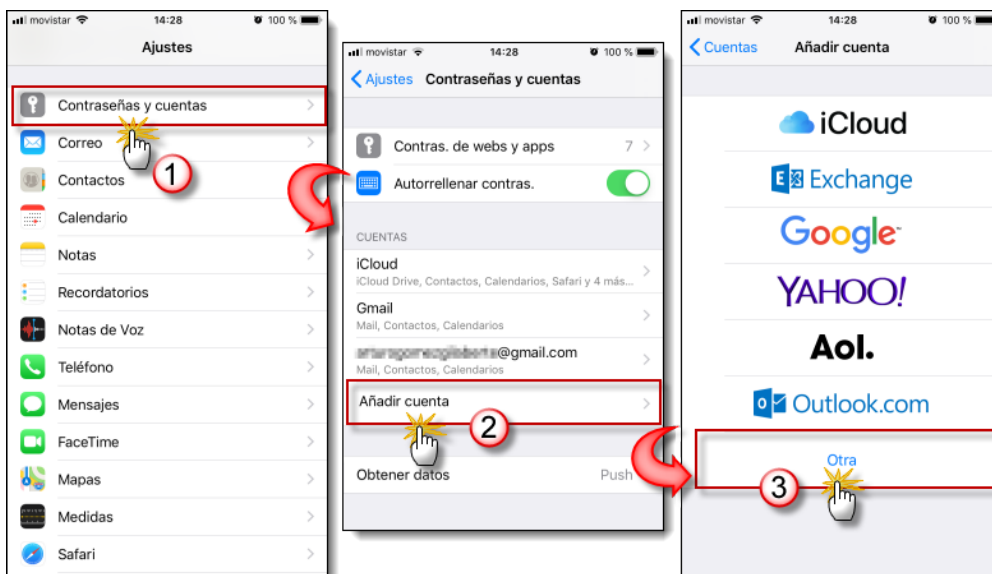 movistar 14:28 100 %
Ajustes
Contraseñas y cuentas
Correo
1
Contactos
Calendario
Notas
Recordatorios
Notas de Voz
Teléfono
Mensajes
FaceTime
Mapas
Medidas
Safari
movistar 14:28 100 %
Ajustes Contraseñas y cuentas
Contras. de webs y apps 7
Autorrellenar contras.
CUENTAS
iCloud
iCloud Drive, Contactos, Calendarios, Safari y 4 más...
Gmail
Mail, Contactos, Calendarios
@gmail.com
Mail, Contactos, Calendarios
Añadir cuenta
2
Obtener datos Push
movistar 14:28 100 %
Cuentas Añadir cuenta
iCloud
E Exchange
Google
YAHOO!
Aol.
o Outlook.com
Otra
3